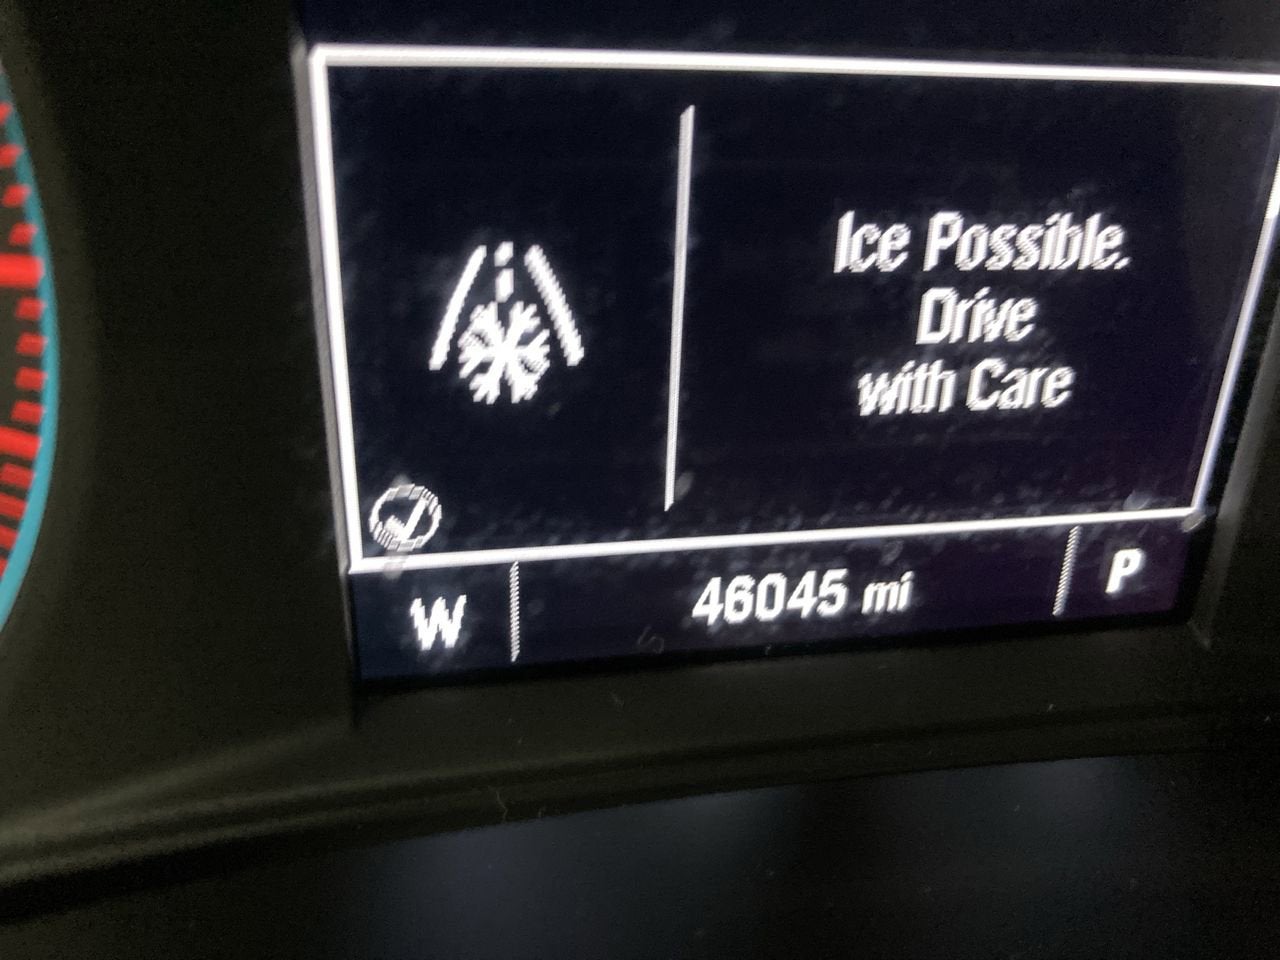 Ice Possible.
Drive
with Care
W
46045 mi
P